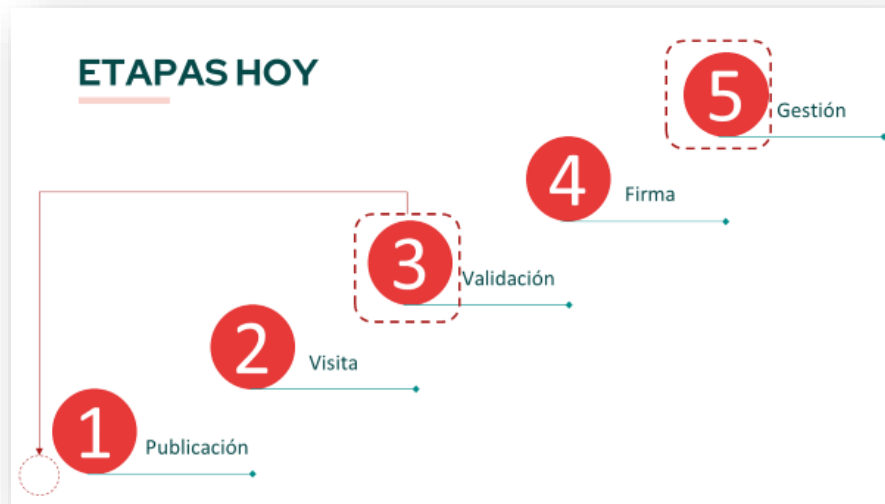 ETAPAS HOY
1
Publicación
2
Visita
3
Validación
4
Firma
5
Gestión